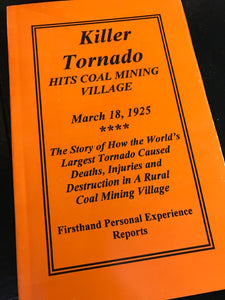 Killer
Tornado
HITS COAL MINING
VILLAGE
March 18, 1925
****
The Story of How the World's
Largest Tornado Caused
Deaths, Injuries and
Destruction in A Rural
Coal Mining Village
Firsthand Personal Experience
Reports